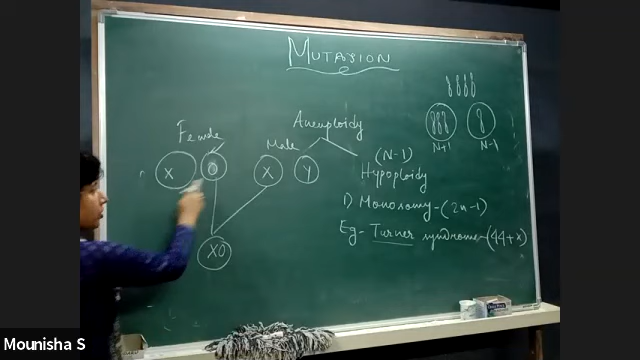 MUTATION
N+1
N-1
Aneuploidy
(N-1)
Hypoploidy
1) Monosomy-(2n-1)
Eg- Turner syndrome-(44+x)
Female
Male
X
O
X
Y
XO
Mounisha S